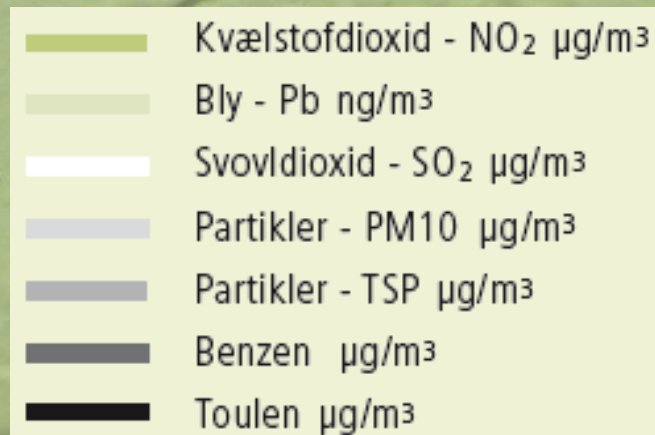 Kvælstofdioxid - NO₂ µg/m³
Bly - Pb ng/m³
Svovldioxid - SO₂ µg/m³
Partikler - PM10 µg/m³
Partikler - TSP µg/m³
Benzen µg/m³
Toulen µg/m³